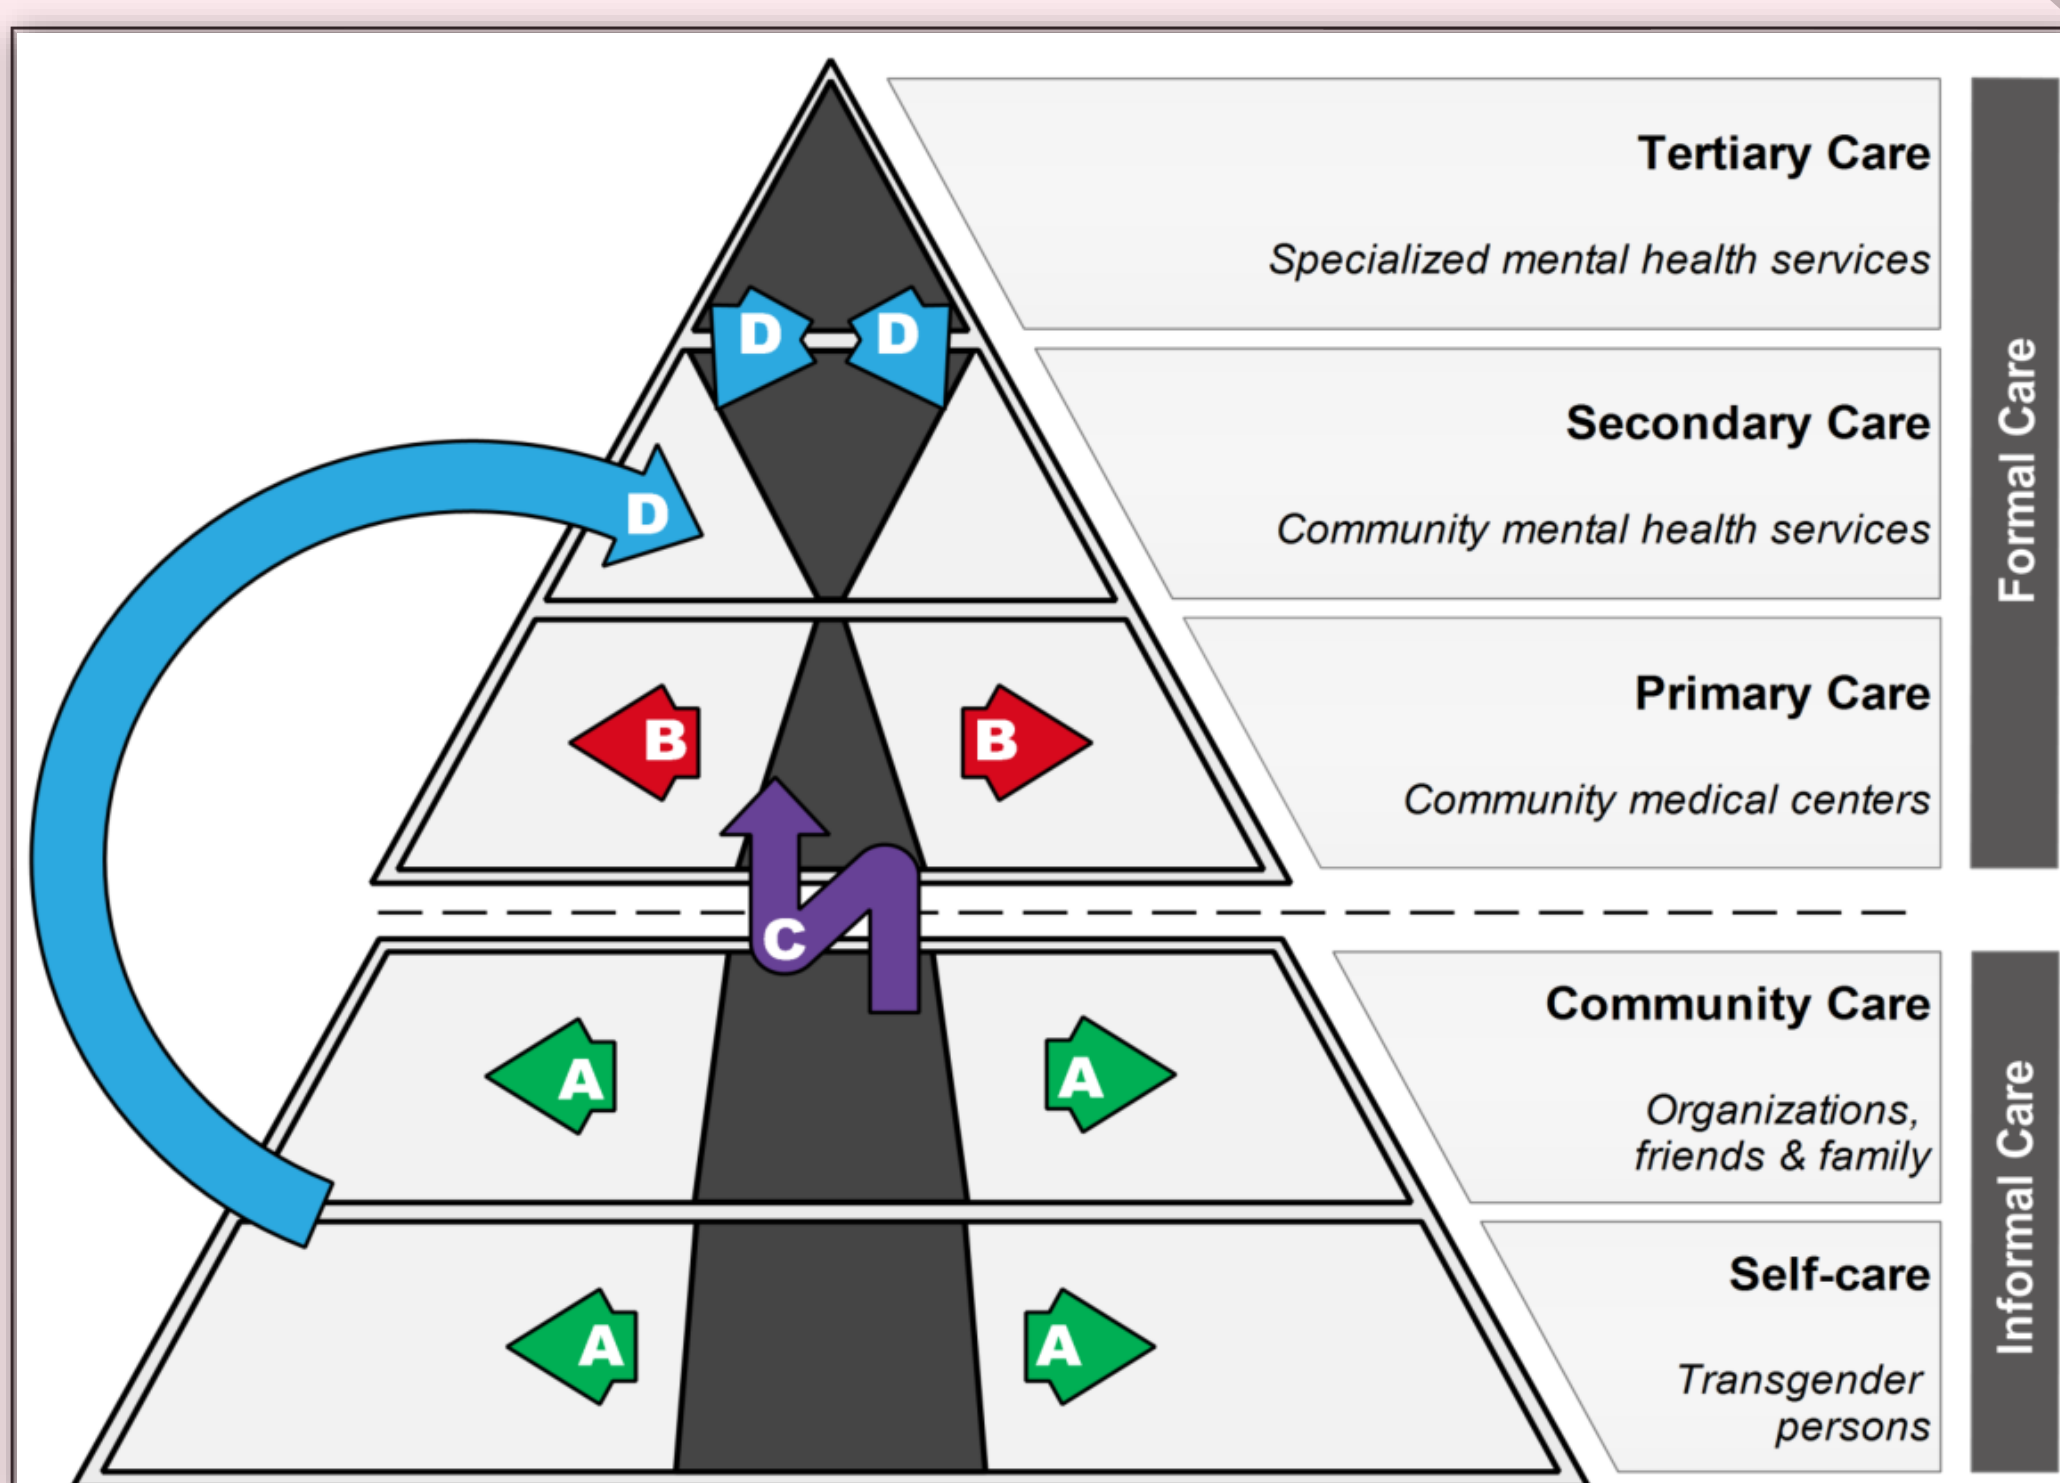 Tertiary Care
Specialized mental health services
D D
Secondary Care
Community mental health services
D
Primary Care
Community medical centers
B B
Formal Care
C
Community Care
Organizations,
friends & family
A A
Self-care
Transgender
persons
A A
Informal Care